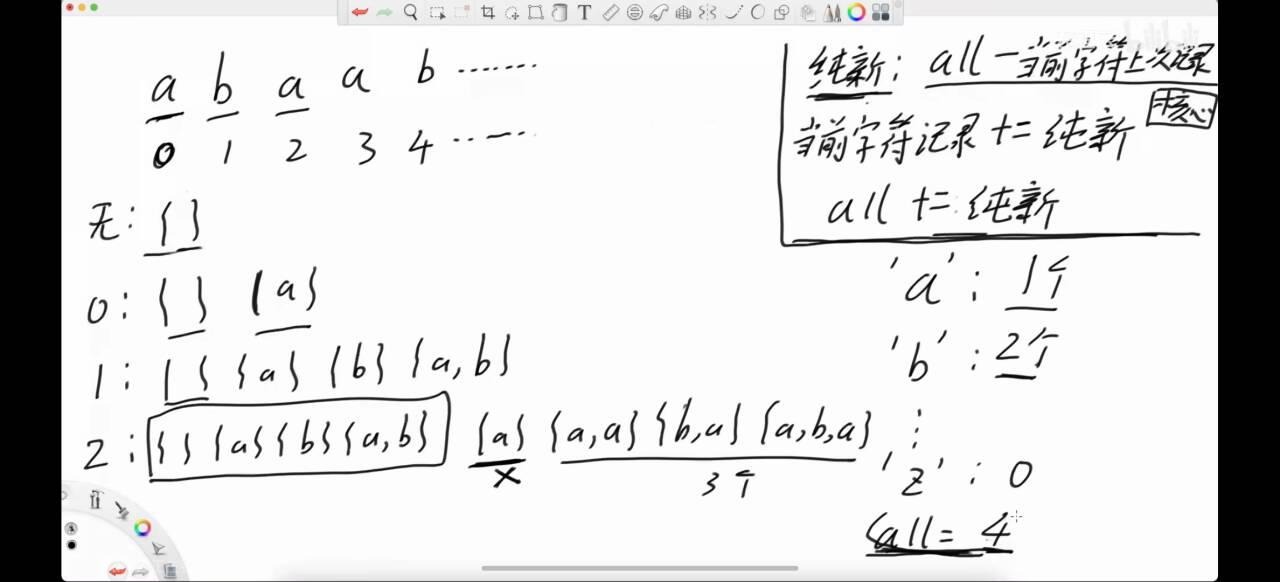 a b a a b ......
0 1 2 3 4 ......
无: { }
0: { } {a}
1: { } {a} {b} {a,b}
2: { } {a} {b} {a,b} {a} {a,a} {b,a} {a,b,a}
x 3个
纯新: all - 当前字符上次记录
核心
当前字符记录 += 纯新
all += 纯新
'a': 1个
'b': 2个
⋮
'z': 0
all = 4